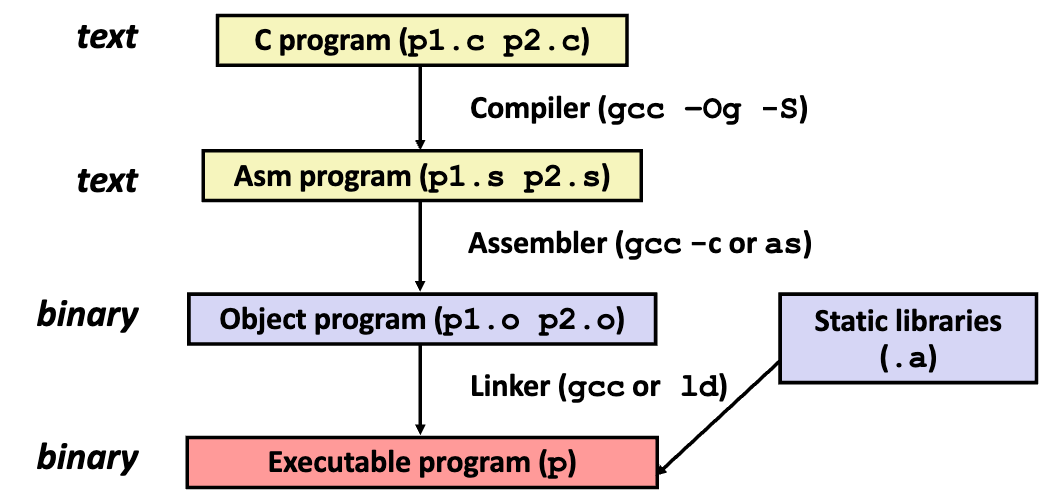 text
C program (p1.c p2.c)
Compiler (gcc –Og -S)
text
Asm program (p1.s p2.s)
Assembler (gcc -c or as)
binary
Object program (p1.o p2.o)
Static libraries
(.a)
Linker (gcc or ld)
binary
Executable program (p)